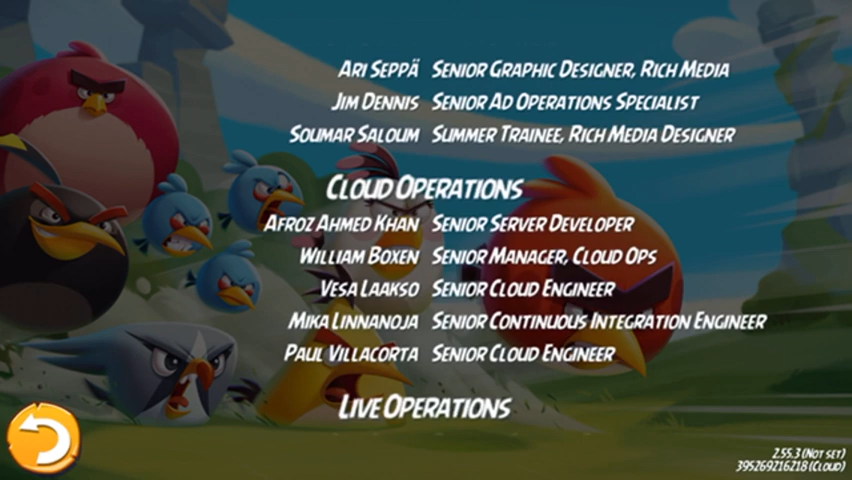 Ari Seppä Senior Graphic Designer, Rich Media
Jim Dennis Senior Ad Operations Specialist
Soumar Saloum Summer Trainee, Rich Media Designer
Cloud Operations
Afroz Ahmed Khan Senior Server Developer
William Boxen Senior Manager, Cloud Ops
Vesa Laakso Senior Cloud Engineer
Mika Linnanoja Senior Continuous Integration Engineer
Paul Villacorta Senior Cloud Engineer
Live Operations
2.55.3 (Not set)
395269216218 (Cloud)